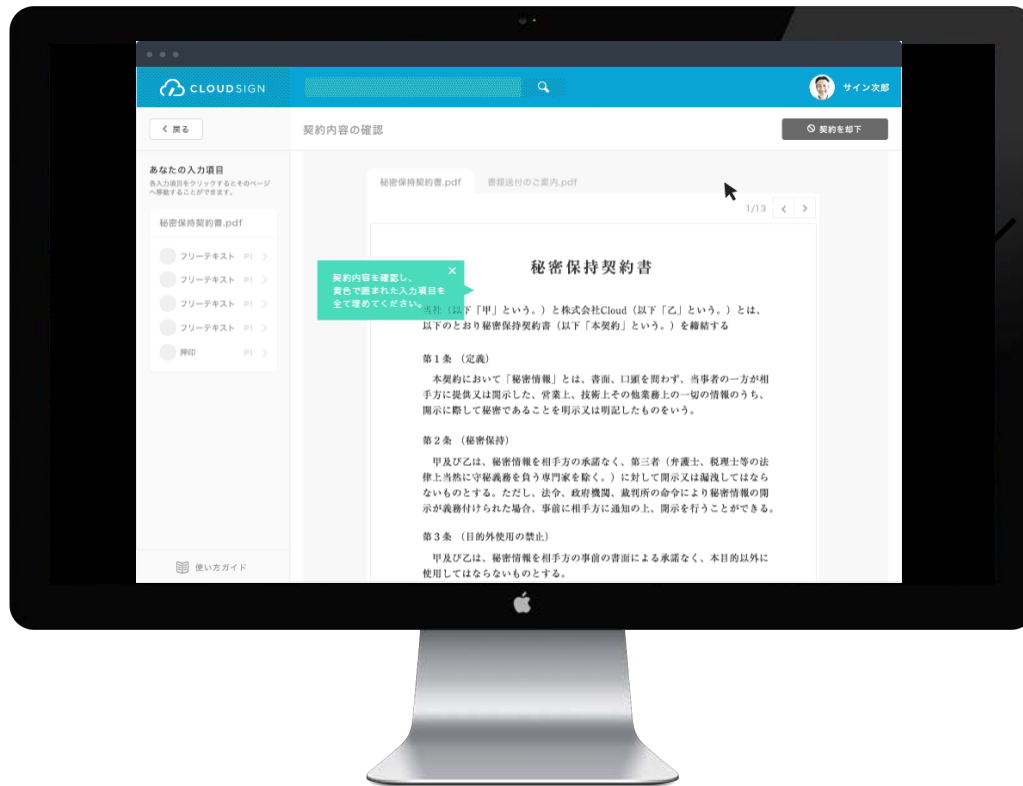 CLOUDSIGN
サイン次郎
戻る
契約内容の確認
契約を却下
あなたの入力項目
各入力項目をクリックするとそのページ
へ移動することができます。
秘密保持契約書.pdf
フリーテキスト P1
フリーテキスト P1
フリーテキスト P1
フリーテキスト P1
押印 P1
使い方ガイド
秘密保持契約書.pdf
書類送付のご案内.pdf
1/13
契約内容を確認し、
黄色で囲まれた入力項目を
全て埋めてください。
秘密保持契約書
当社（以下「甲」という。）と株式会社Cloud（以下「乙」という。）とは、
以下のとおり秘密保持契約書（以下「本契約」という。）を締結する
第1条 （定義）
本契約において「秘密情報」とは、書面、口頭を問わず、当事者の一方が相
手方に提供又は開示した、営業上、技術上その他業務上の一切の情報のうち、
開示に際して秘密であることを明示又は明記したものをいう。
第2条 （秘密保持）
甲及び乙は、秘密情報を相手方の承諾なく、第三者（弁護士、税理士等の法
律上当然に守秘義務を負う専門家を除く。）に対して開示又は漏洩してはなら
ないものとする。ただし、法令、政府機関、裁判所の命令により秘密情報の開
示が義務付けられた場合、事前に相手方に通知の上、開示を行うことができる。
第3条 （目的外使用の禁止）
甲及び乙は、秘密情報を相手方の事前の書面による承諾なく、本目的以外に
使用してはならないものとする。